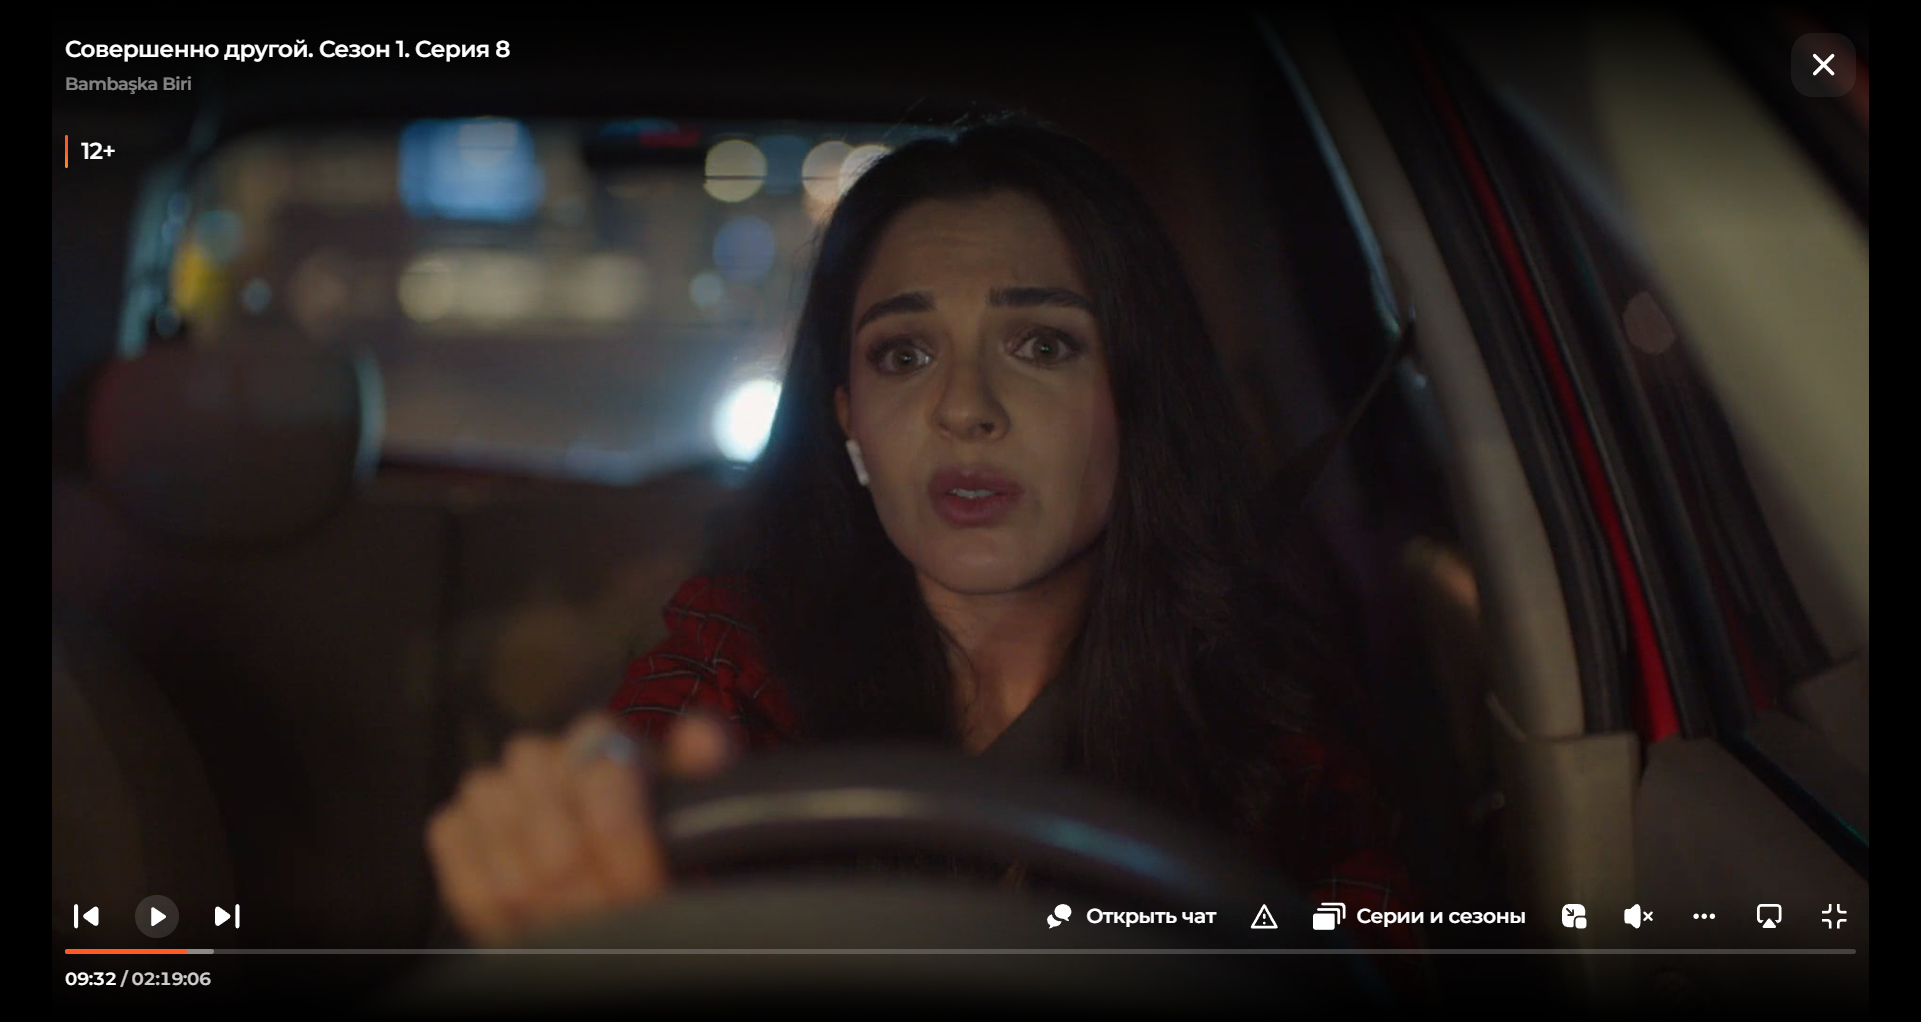 Совершенно другой. Сезон 1. Серия 8
Bambaşka Biri
12+
Открыть чат
Серии и сезоны
09:32 / 02:19:06